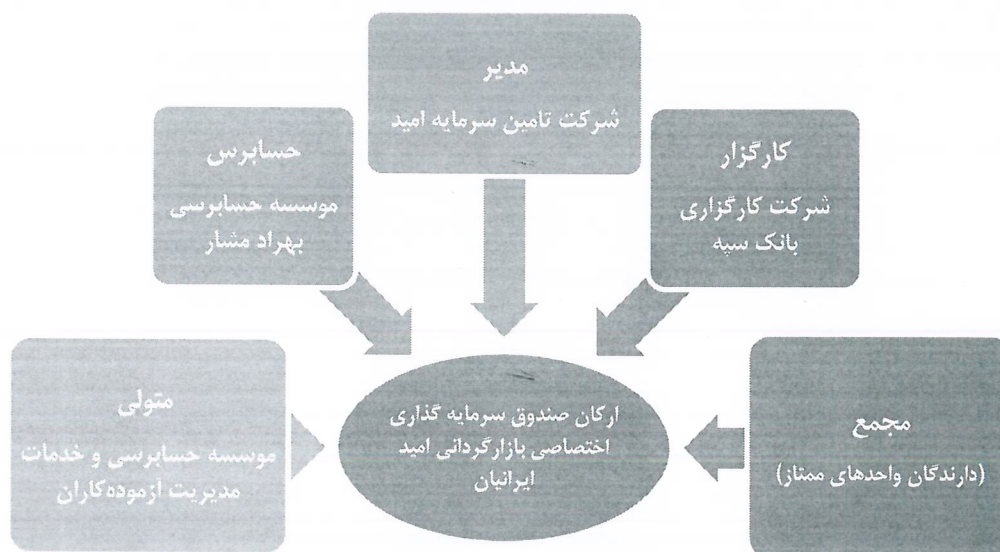 مدیر
شرکت تامین سرمایه امید
کارگزار
شرکت کارگزاری
بانک سپه
حسابرس
موسسه حسابرسی
بهراد مشار
مجمع
(دارندگان واحدهای ممتاز)
ارکان صندوق سرمایه گذاری
اختصاصی بازارگردانی امید
ایرانیان
متولی
موسسه حسابرسی و خدمات
مدیریت آزموده‌کاران